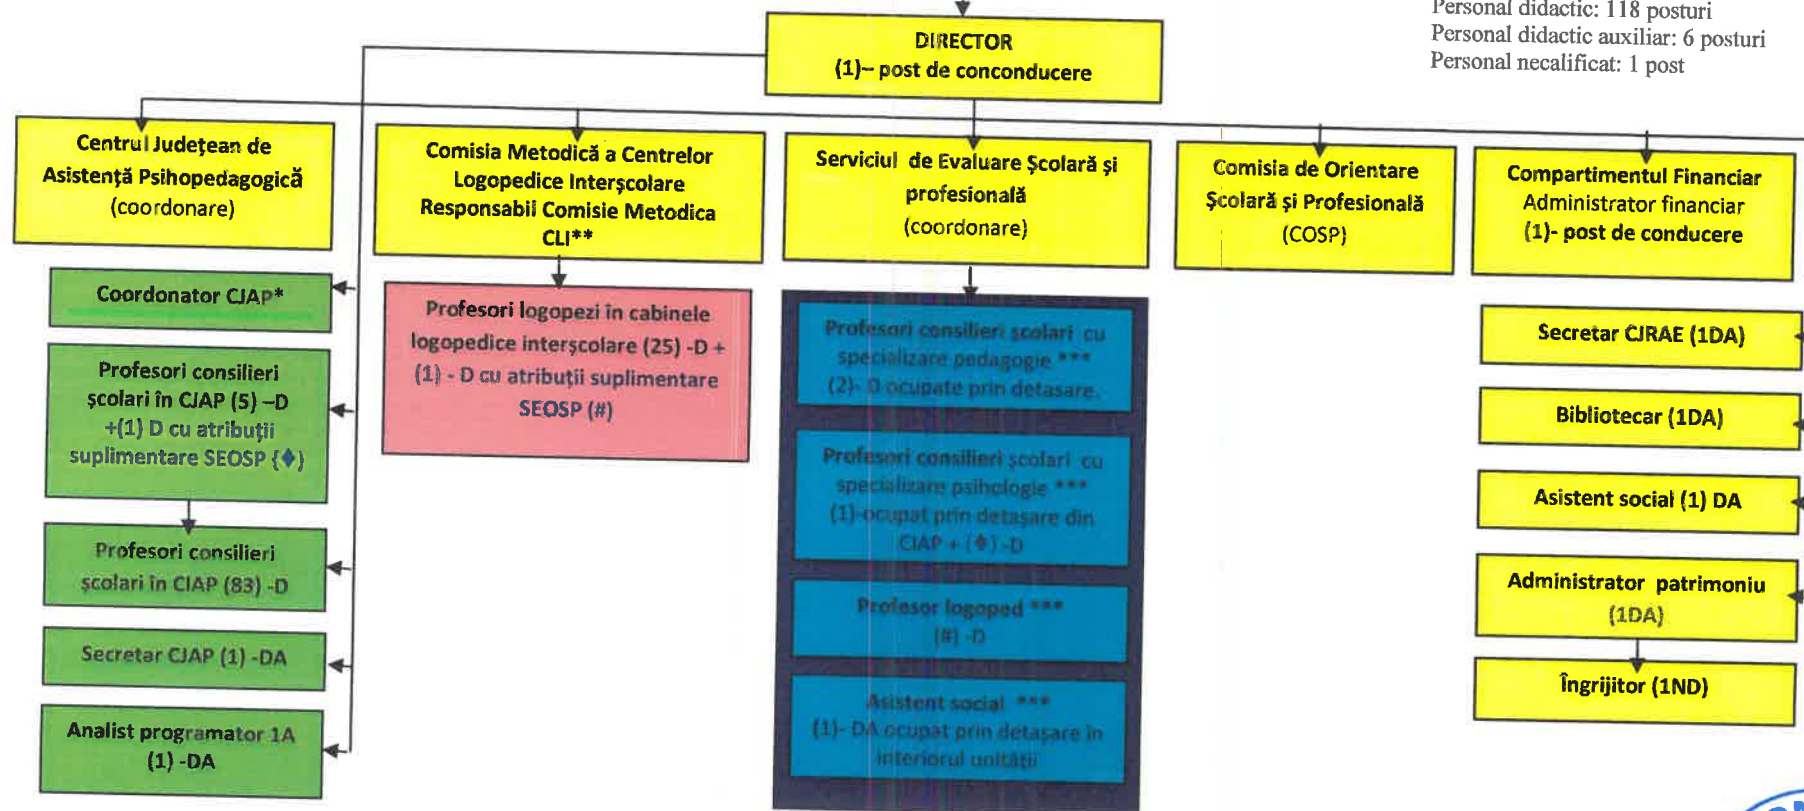 Personal didactic: 118 posturi
Personal didactic auxiliar: 6 posturi
Personal necalificat: 1 post
DIRECTOR
(1)– post de conconducere
Centrul Județean de
Asistență Psihopedagogică
(coordonare)
Comisia Metodică a Centrelor
Logopedice Interșcolare
Responsabil Comisie Metodica
CLI**
Serviciul de Evaluare Școlară și
profesională
(coordonare)
Comisia de Orientare
Școlară și Profesională
(COSP)
Compartimentul Financiar
Administrator financiar
(1)- post de conducere
Coordonator CJAP*
Profesori consilieri
școlari în CJAP (5) –D
+(1) D cu atribuții
suplimentare SEOSP {♦)
Profesori consilieri
școlari în CIAP (83) -D
Secretar CJAP (1) -DA
Analist programator 1A
(1) -DA
Profesori logopezi în cabinele
logopedice interșcolare (25) -D +
(1) - D cu atribuții suplimentare
SEOSP (#)
Profesori consilieri școlari cu
specializare pedagogie ***
(2)- D ocupate prin detasare.
Profesori consilieri școlari cu
specializare psihologie ***
(1)-ocupat prin detașare din
CIAP + (♦) -D
Profesor logoped ***
(#) -D
Asistent social ***
(1)- DA ocupat prin detașare în
interiorul unității
Secretar CJRAE (1DA)
Bibliotecar (1DA)
Asistent social (1) DA
Administrator patrimoniu
(1DA)
Îngrijitor (1ND)